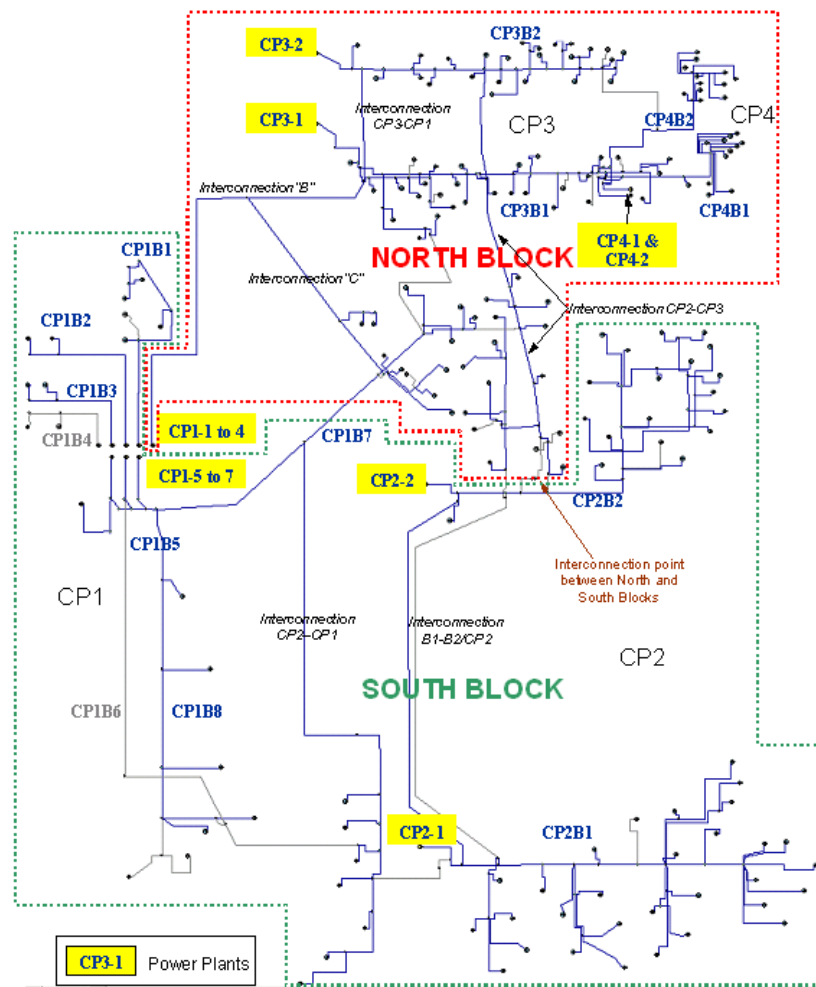 CP3-2
CP3B2
Interconnection
CP3-CP1
CP3
CP4
CP4B2
CP3-1
Interconnection"B"
CP3B1
CP4B1
CP4-1 &
CP4-2
CP1B1
NORTH BLOCK
Interconnection"C"
Interconnection CP2-CP3
CP1B2
CP1B3
CP1B4
CP1-1 to 4
CP1B7
CP1-5 to 7
CP2-2
CP2B2
CP1B5
Interconnection point
between North and
South Blocks
CP1
Interconnection
CP2-CP1
Interconnection
B1-B2/CP2
CP2
SOUTH BLOCK
CP1B6
CP1B8
CP2-1
CP2B1
CP3-1
Power Plants